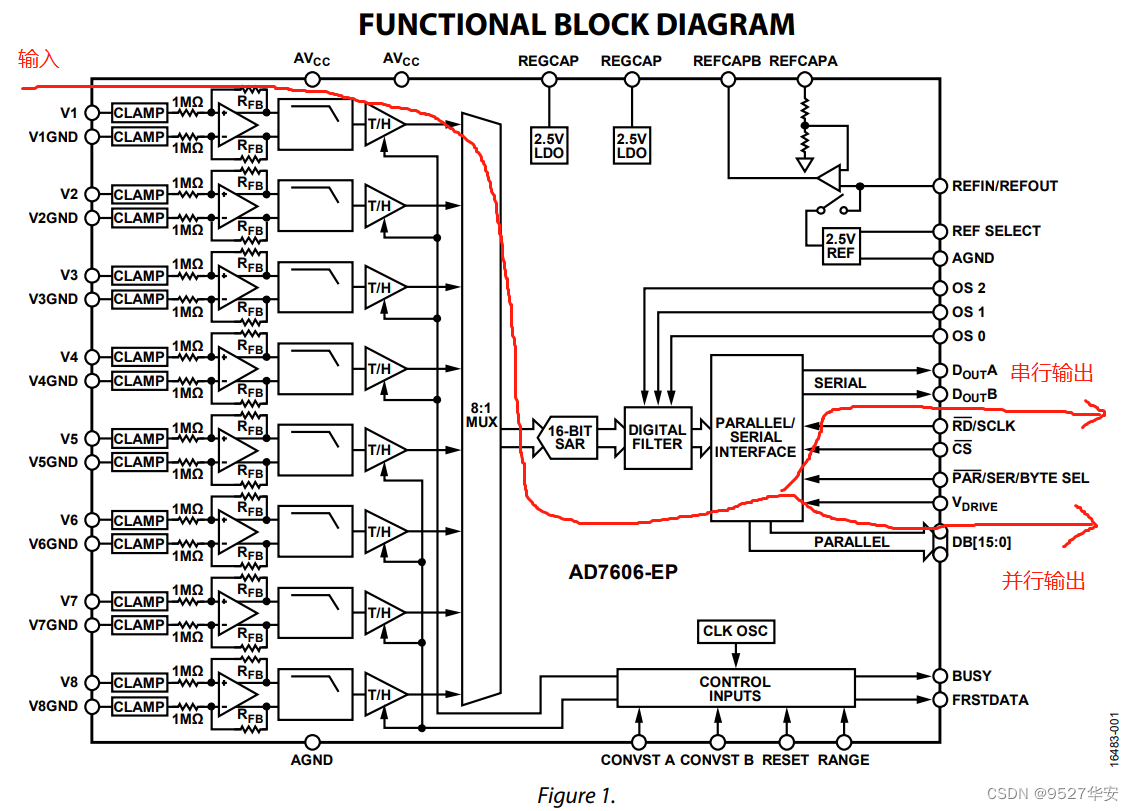 FUNCTIONAL BLOCK DIAGRAM
输入
AVCC AVCC REGCAP REGCAP REFCAPB REFCAPA
V1 CLAMP 1MΩ RFB
V1GND CLAMP 1MΩ RFB T/H
2.5V LDO 2.5V LDO
V2 CLAMP 1MΩ RFB
V2GND CLAMP 1MΩ RFB T/H
REFIN/REFOUT
REF SELECT
2.5V REF
AGND
V3 CLAMP 1MΩ RFB
V3GND CLAMP 1MΩ RFB T/H
OS 2
OS 1
OS 0
V4 CLAMP 1MΩ RFB
V4GND CLAMP 1MΩ RFB T/H
8:1 MUX
16-BIT SAR
DIGITAL FILTER
PARALLEL/ SERIAL INTERFACE
SERIAL
DOUTA 串行输出
DOUTB
RD/SCLK
CS
PAR/SER/BYTE SEL
VDRIVE
PARALLEL
DB[15:0]
并行输出
V5 CLAMP 1MΩ RFB
V5GND CLAMP 1MΩ RFB T/H
V6 CLAMP 1MΩ RFB
V6GND CLAMP 1MΩ RFB T/H
AD7606-EP
V7 CLAMP 1MΩ RFB
V7GND CLAMP 1MΩ RFB T/H
CLK OSC
V8 CLAMP 1MΩ RFB
V8GND CLAMP 1MΩ RFB T/H
CONTROL INPUTS
BUSY
FRSTDATA
AGND CONVST A CONVST B RESET RANGE
16483-001
Figure 1.
CSDN @9527华安